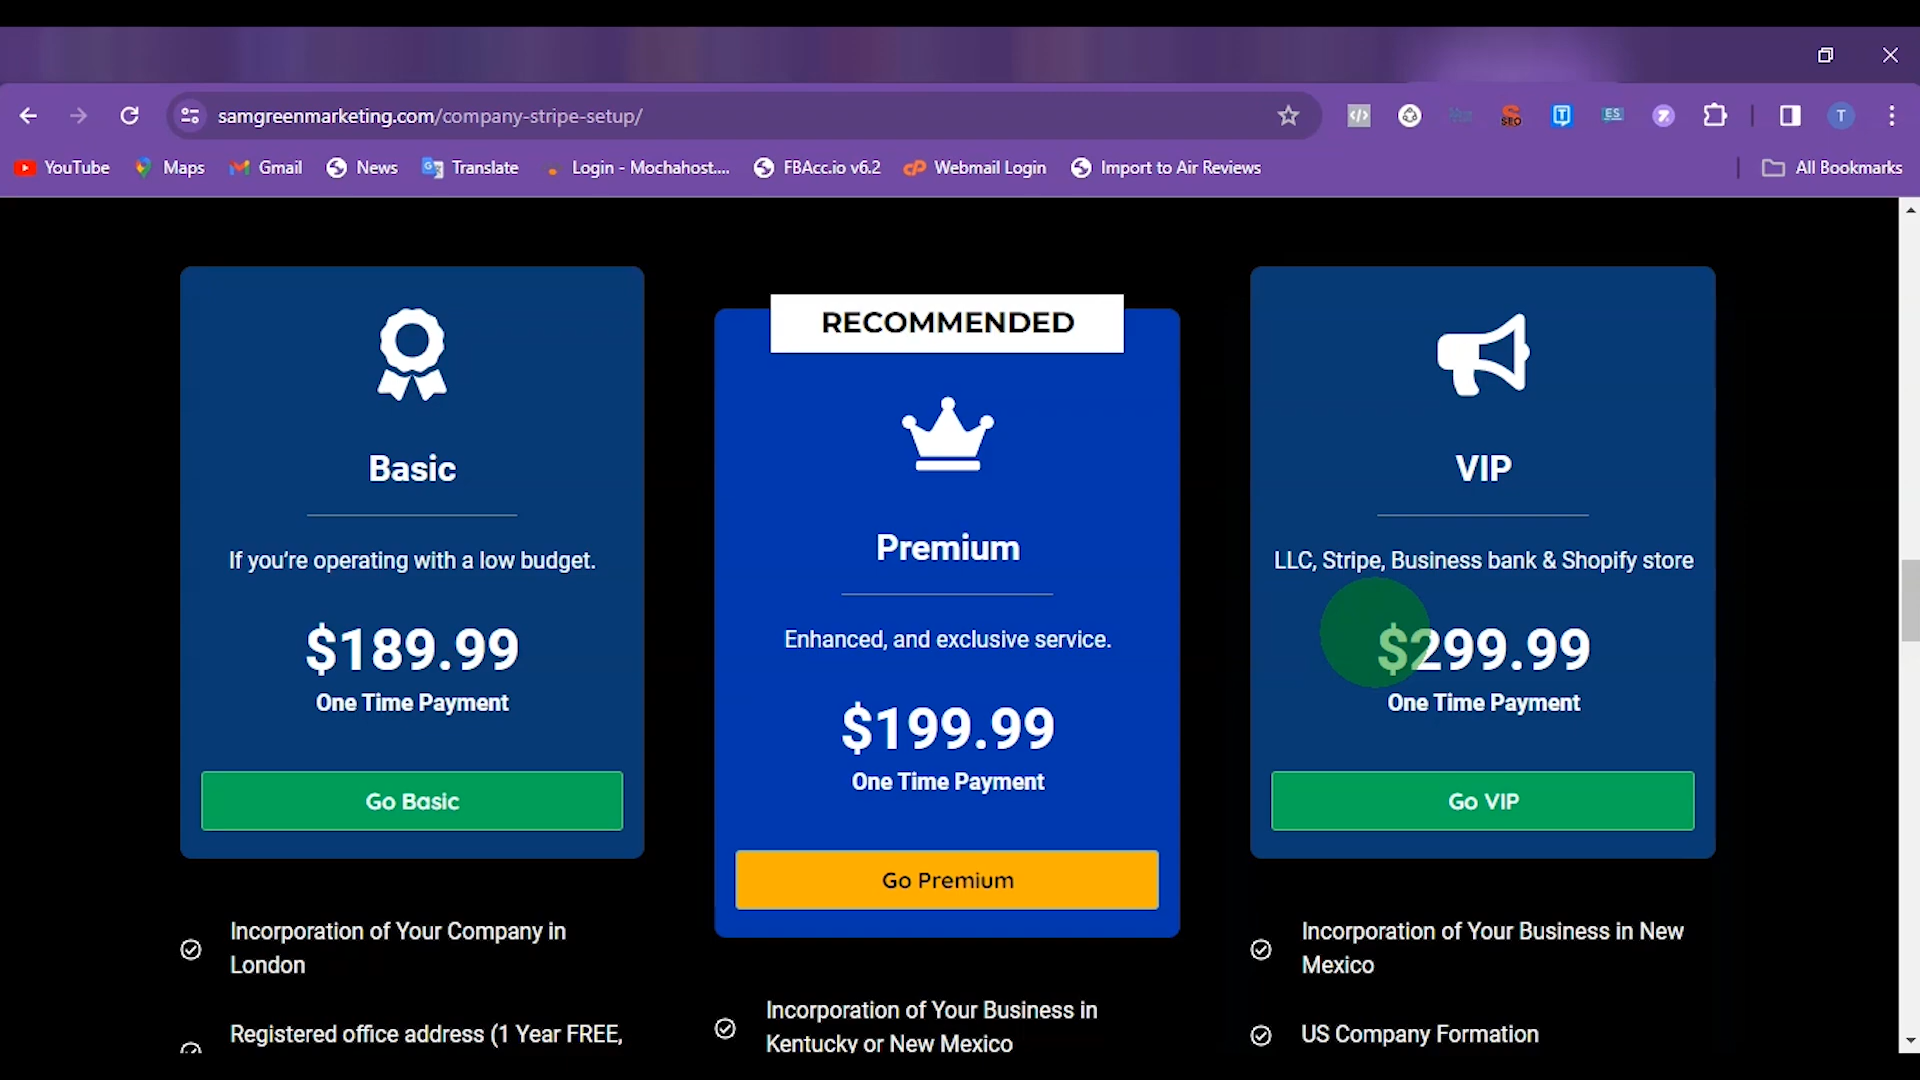 samgreenmarketing.com/company-stripe-setup/
SEO
T
ES
Z
T
YouTube
Maps
Gmail
News
Translate
Login - Mochahost....
FBAcc.io v6.2
Webmail Login
Import to Air Reviews
All Bookmarks
Basic
If you're operating with a low budget.
$189.99
One Time Payment
Go Basic
Incorporation of Your Company in
London
Registered office address (1 Year FREE,
RECOMMENDED
Premium
Enhanced, and exclusive service.
$199.99
One Time Payment
Go Premium
Incorporation of Your Business in
Kentucky or New Mexico
VIP
LLC, Stripe, Business bank & Shopify store
$299.99
One Time Payment
Go VIP
Incorporation of Your Business in New
Mexico
US Company Formation